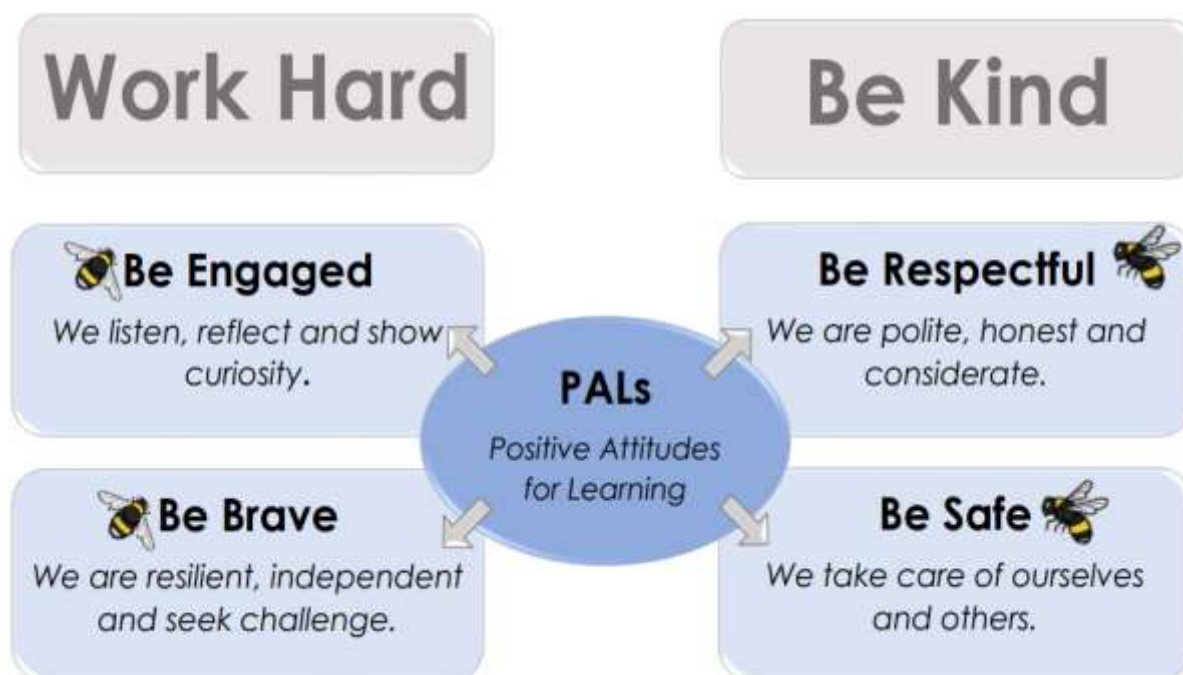 Work Hard
Be Kind
Be Engaged
We listen, reflect and show
curiosity.
Be Respectful
We are polite, honest and
considerate.
PALs
Positive Attitudes
for Learning
Be Brave
We are resilient, independent
and seek challenge.
Be Safe
We take care of ourselves
and others.